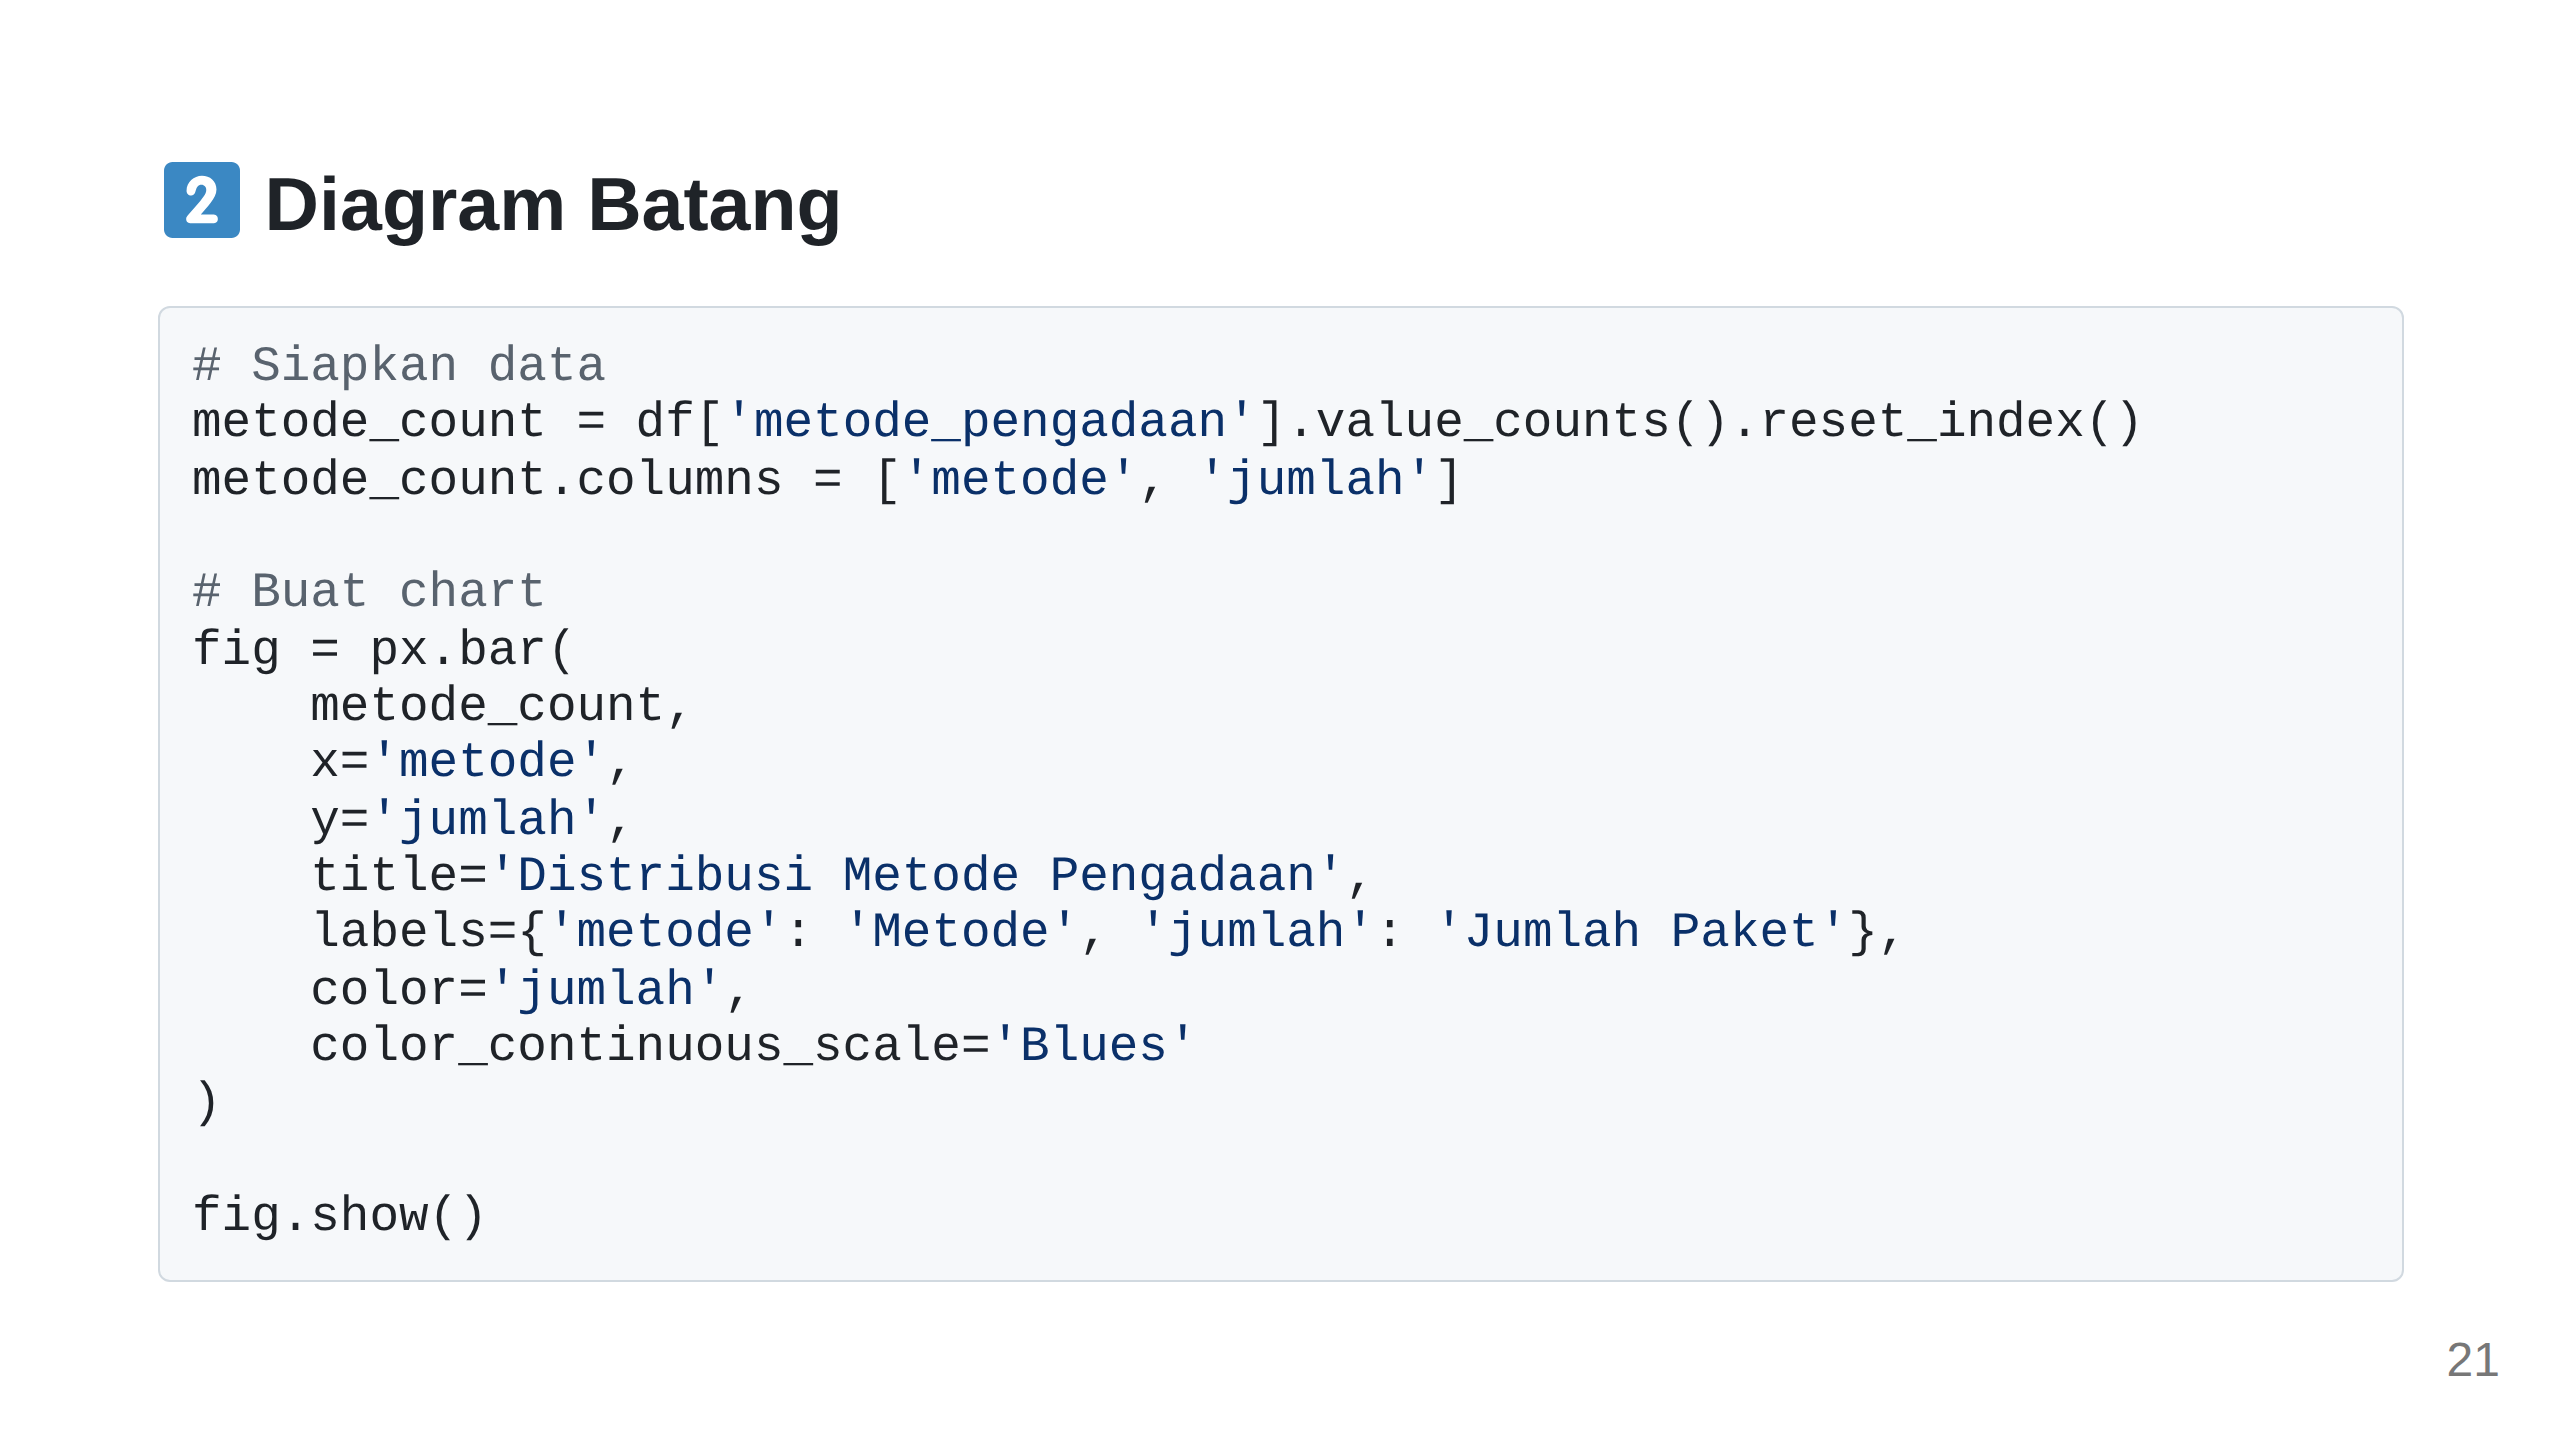 2 Diagram Batang
# Siapkan data
metode_count = df['metode_pengadaan'].value_counts().reset_index()
metode_count.columns = ['metode', 'jumlah']
# Buat chart
fig = px.bar(
    metode_count,
    x='metode',
    y='jumlah',
    title='Distribusi Metode Pengadaan',
    labels={'metode': 'Metode', 'jumlah': 'Jumlah Paket'},
    color='jumlah',
    color_continuous_scale='Blues'
)
fig.show()
21